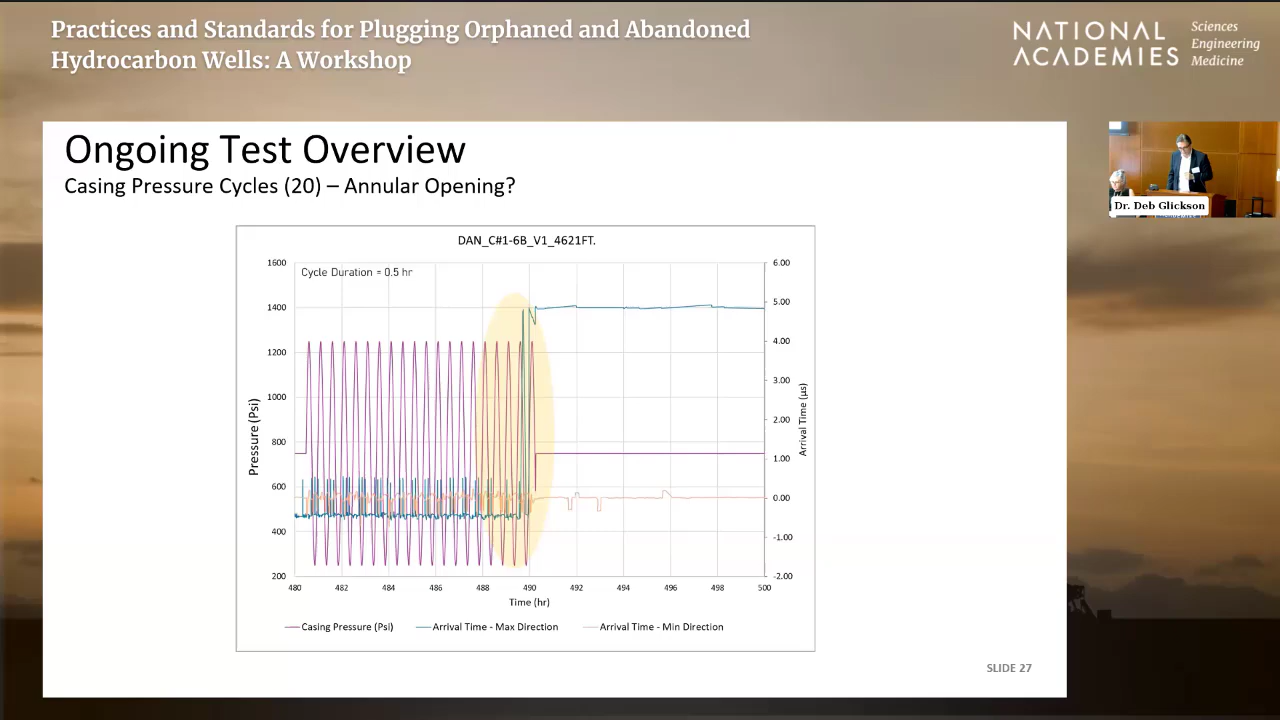 Practices and Standards for Plugging Orphaned and Abandoned
Hydrocarbon Wells: A Workshop
NATIONAL
ACADEMIES
Sciences
Engineering
Medicine
Ongoing Test Overview
Casing Pressure Cycles (20) – Annular Opening?
Dr. Deb Glickson
DAN_C#1-6B_V1_4621FT.
Cycle Duration = 0.5 hr
1600
1400
1200
1000
800
600
400
200
Pressure (Psi)
6.00
5.00
4.00
3.00
2.00
1.00
0.00
-1.00
-2.00
Arrival Time (µs)
480 482 484 486 488 490 492 494 496 498 500
Time (hr)
Casing Pressure (Psi) Arrival Time - Max Direction Arrival Time - Min Direction
SLIDE 27